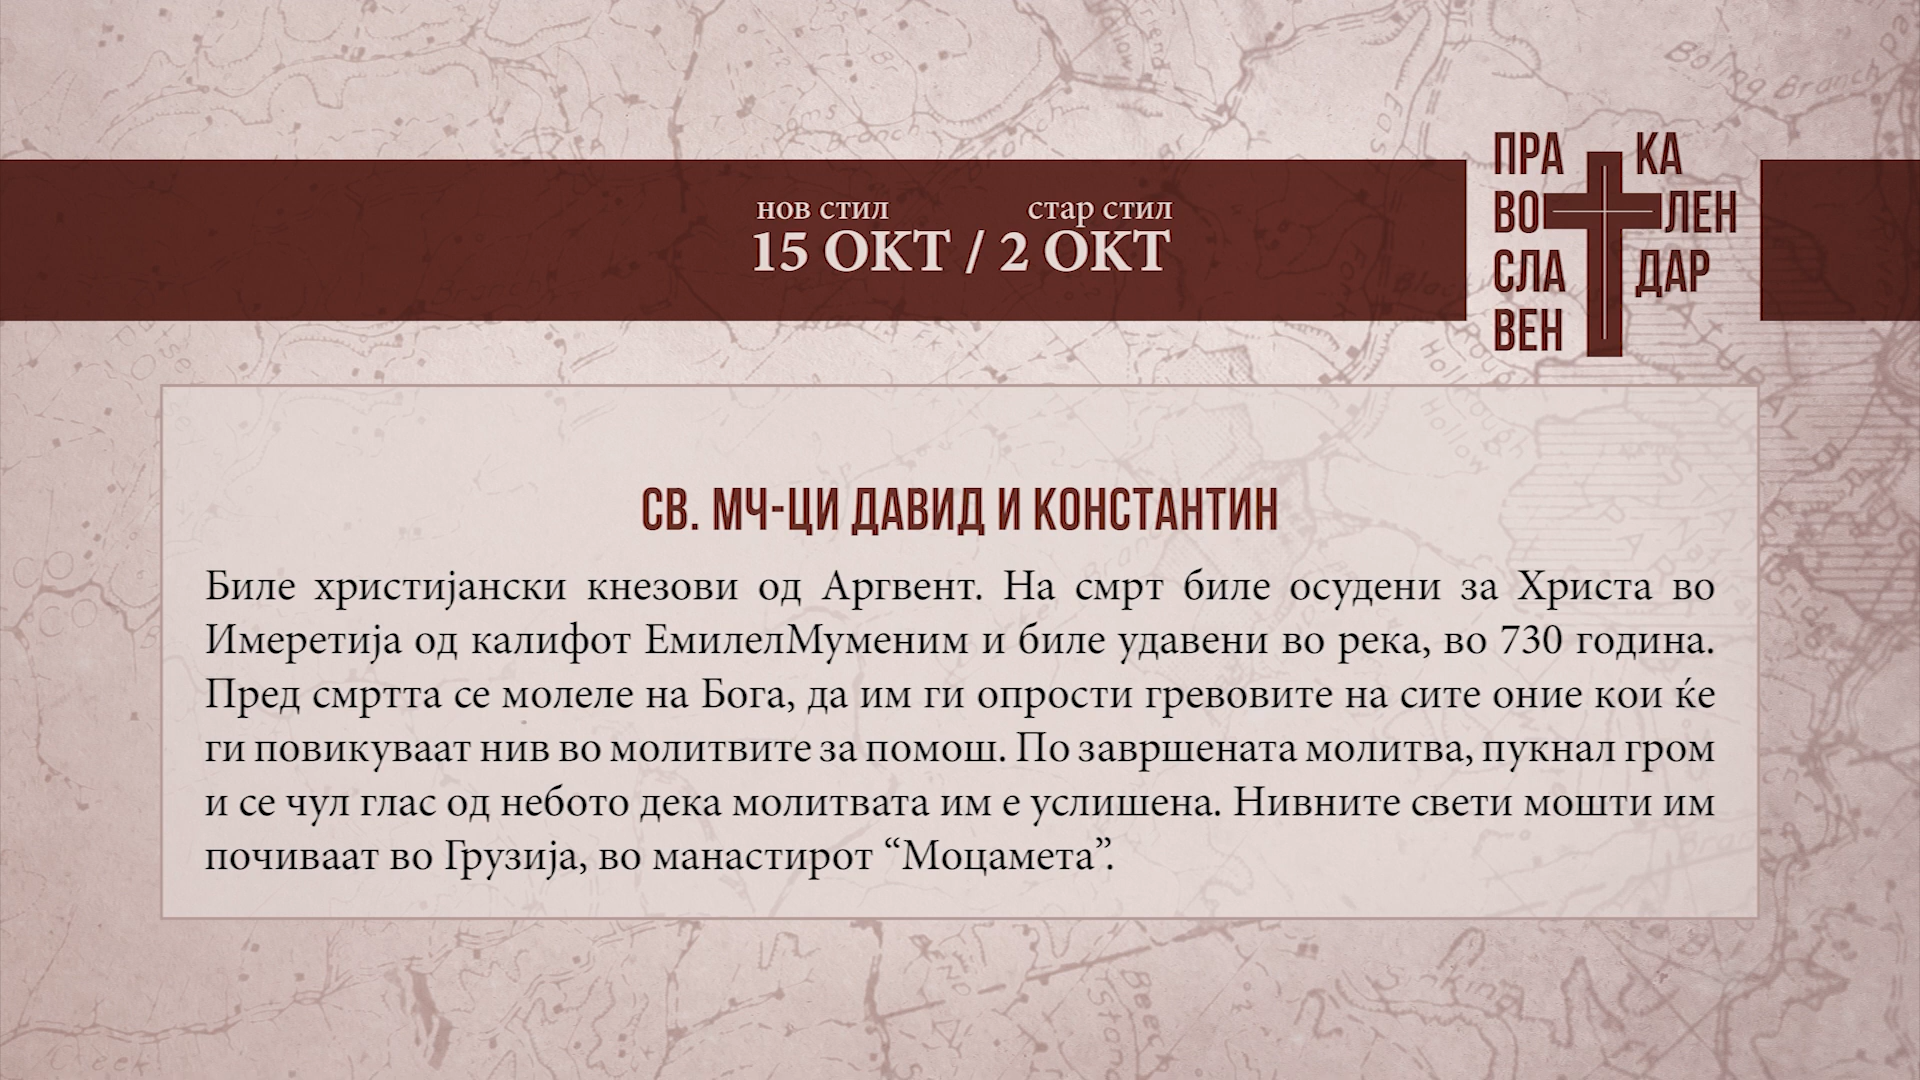 нов стил стар стил
15 ОКТ / 2 ОКТ
ПРА КА
ВО ЛЕН
СЛА ДАР
ВЕН
СВ. МЧ-ЦИ ДАВИД И КОНСТАНТИН
Биле христијански кнезови од Аргвент. На смрт биле осудени за Христа во
Имеретија од калифот ЕмилелМуменим и биле удавени во река, во 730 година.
Пред смртта се молеле на Бога, да им ги опрости гревовите на сите оние кои ќе
ги повикуваат нив во молитвите за помош. По завршената молитва, пукнал гром
и се чул глас од небото дека молитвата им е услишена. Нивните свети мошти им
почиваат во Грузија, во манастирот “Моцамета”.